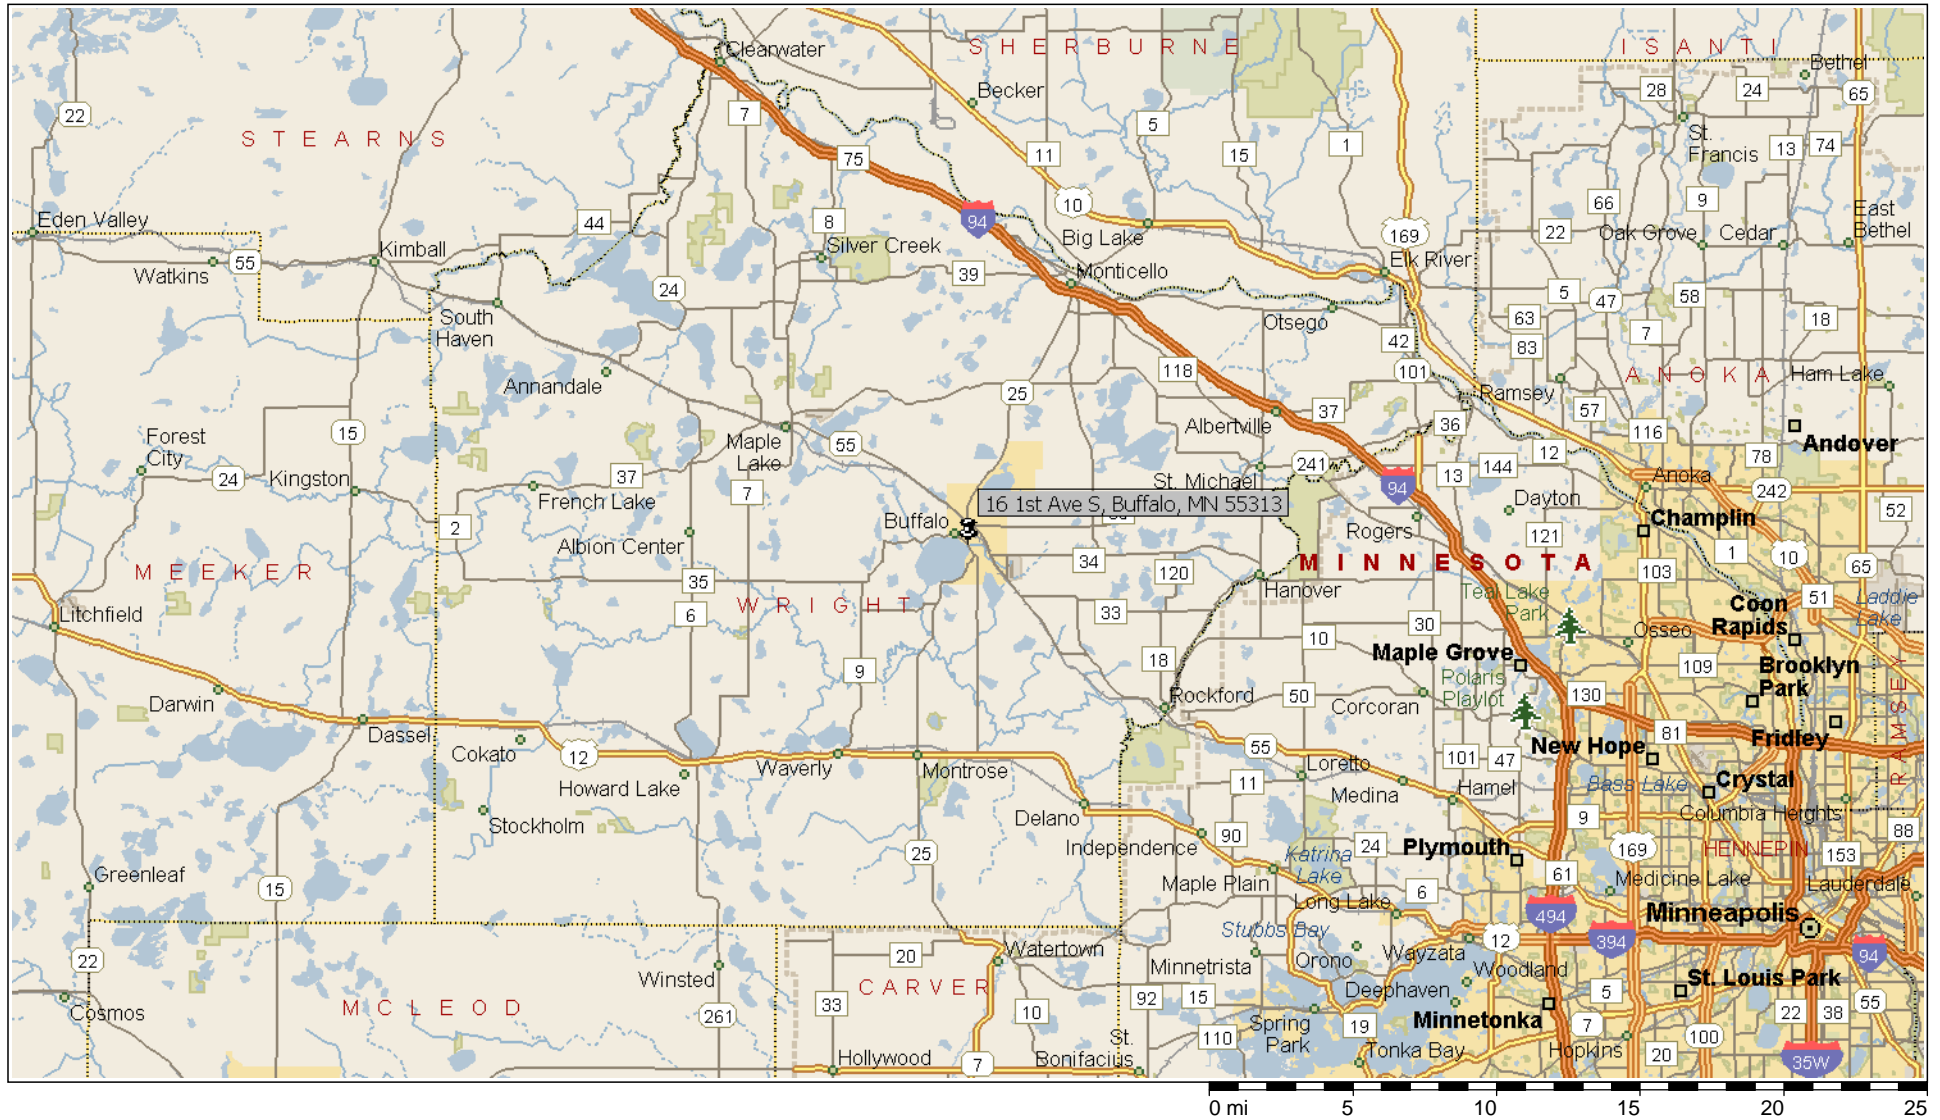 Clearwater
SHERBURNE
ISANTI
Bethel
Becker
28
24
65
22
7
STEARNS
5
11
15
1
75
St.
Francis
13
74
66
9
Eden Valley
44
8
94
10
Big Lake
169
22
Oak Grove
Cedar
East
Bethel
Kimball
Silver Creek
Watkins
55
39
Monticello
Elk River
24
5
47
58
South
Haven
Otsego
63
7
18
42
83
Annandale
118
101
ANOKA
Ham Lake
25
Ramsey
37
57
Albertville
36
116
Andover
Forest
City
15
Maple
Lake
55
12
78
24
Kingston
37
241
13
144
Anoka
St. Michael
7
94
242
French Lake
16 1st Ave S, Buffalo, MN 55313
Dayton
52
Buffalo
Champlin
2
Rogers
Albion Center
121
1
10
34
MINNESOTA
65
MEEKER
120
103
35
Hanover
Teal Lake
Park
51
Laddie
Lake
Litchfield
WRIGHT
6
33
Coon
Rapids
30
Osseo
10
Maple Grove
18
109
Brooklyn
Park
9
Polaris
Playlot
Rockford
50
130
Darwin
Corcoran
RAMSEY
Dassel
81
Fridley
Cokato
12
55
New Hope
101
47
Waverly
Montrose
Loretto
Howard Lake
11
Medina
Hamel
Bass Lake
Crystal
Stockholm
Delano
9
Columbia Heights
90
88
Independence
Katrina
Lake
24
Plymouth
169
HENNEPIN
153
25
Greenleaf
15
Maple Plain
61
Medicine Lake
Lauderdale
6
Long Lake
494
Minneapolis
Stubbs Bay
12
394
94
22
20
Watertown
Wayzata
Winsted
Minnetrista
Orono
Woodland
St. Louis Park
CARVER
Deephaven
MCLEOD
33
92
15
5
Cosmos
261
10
55
22
38
Minnetonka
Spring
Park
19
7
110
100
St.
Bonifacius
Hollywood
7
Tonka Bay
Hopkins
20
35W
0 mi
5
10
15
20
25